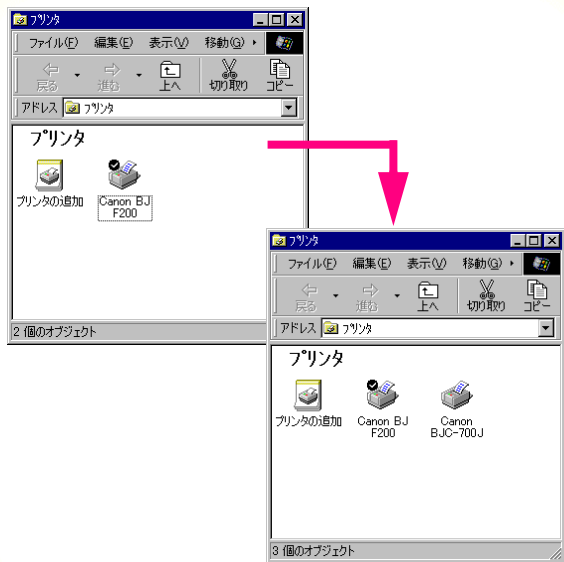 プリンタ
ファイル(F) 編集(E) 表示(V) 移動(G)
戻る 進む 上へ 切り取り コピー
アドレス プリンタ
プリンタ
プリンタの追加 Canon BJ
F200
2 個のオブジェクト
プリンタ
ファイル(F) 編集(E) 表示(V) 移動(G)
戻る 進む 上へ 切り取り コピー
アドレス プリンタ
プリンタ
プリンタの追加 Canon BJ Canon
F200 BJC-700J
3 個のオブジェクト